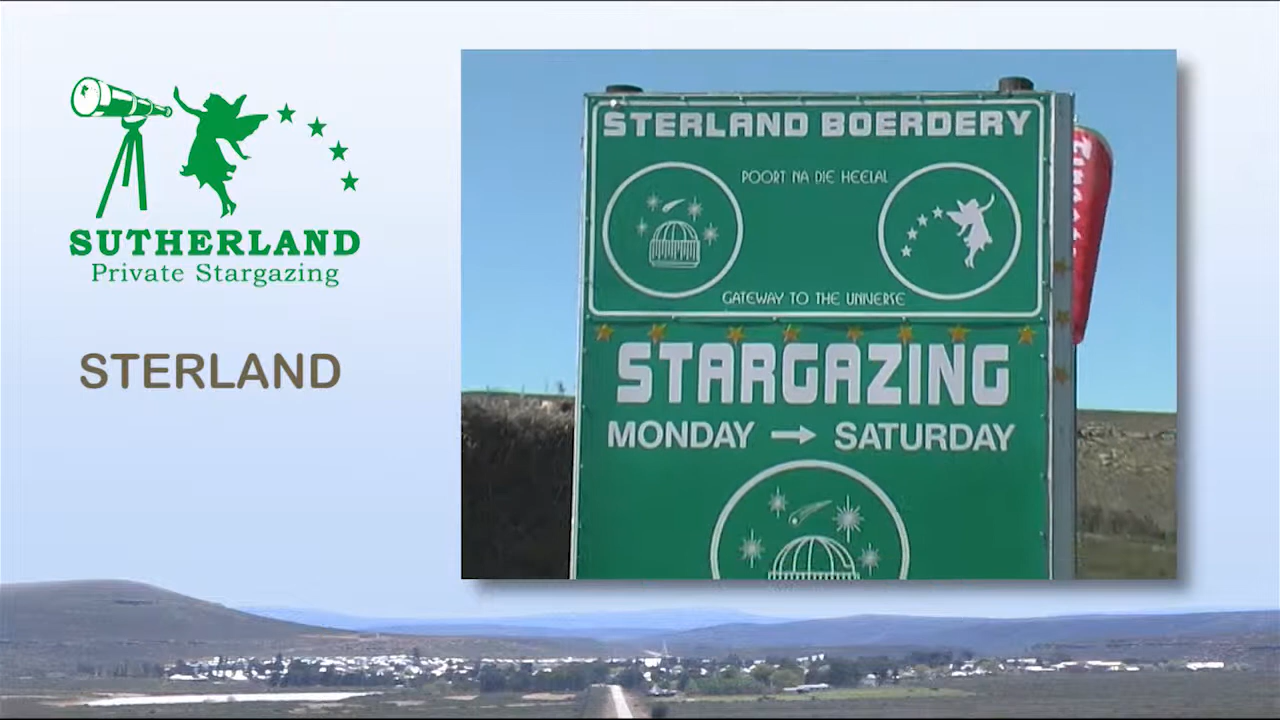 SUTHERLAND
Private Stargazing
STERLAND
STERLAND BOERDERY
POORT NA DIE HEELAL
GATEWAY TO THE UNIVERSE
STARGAZING
MONDAY → SATURDAY